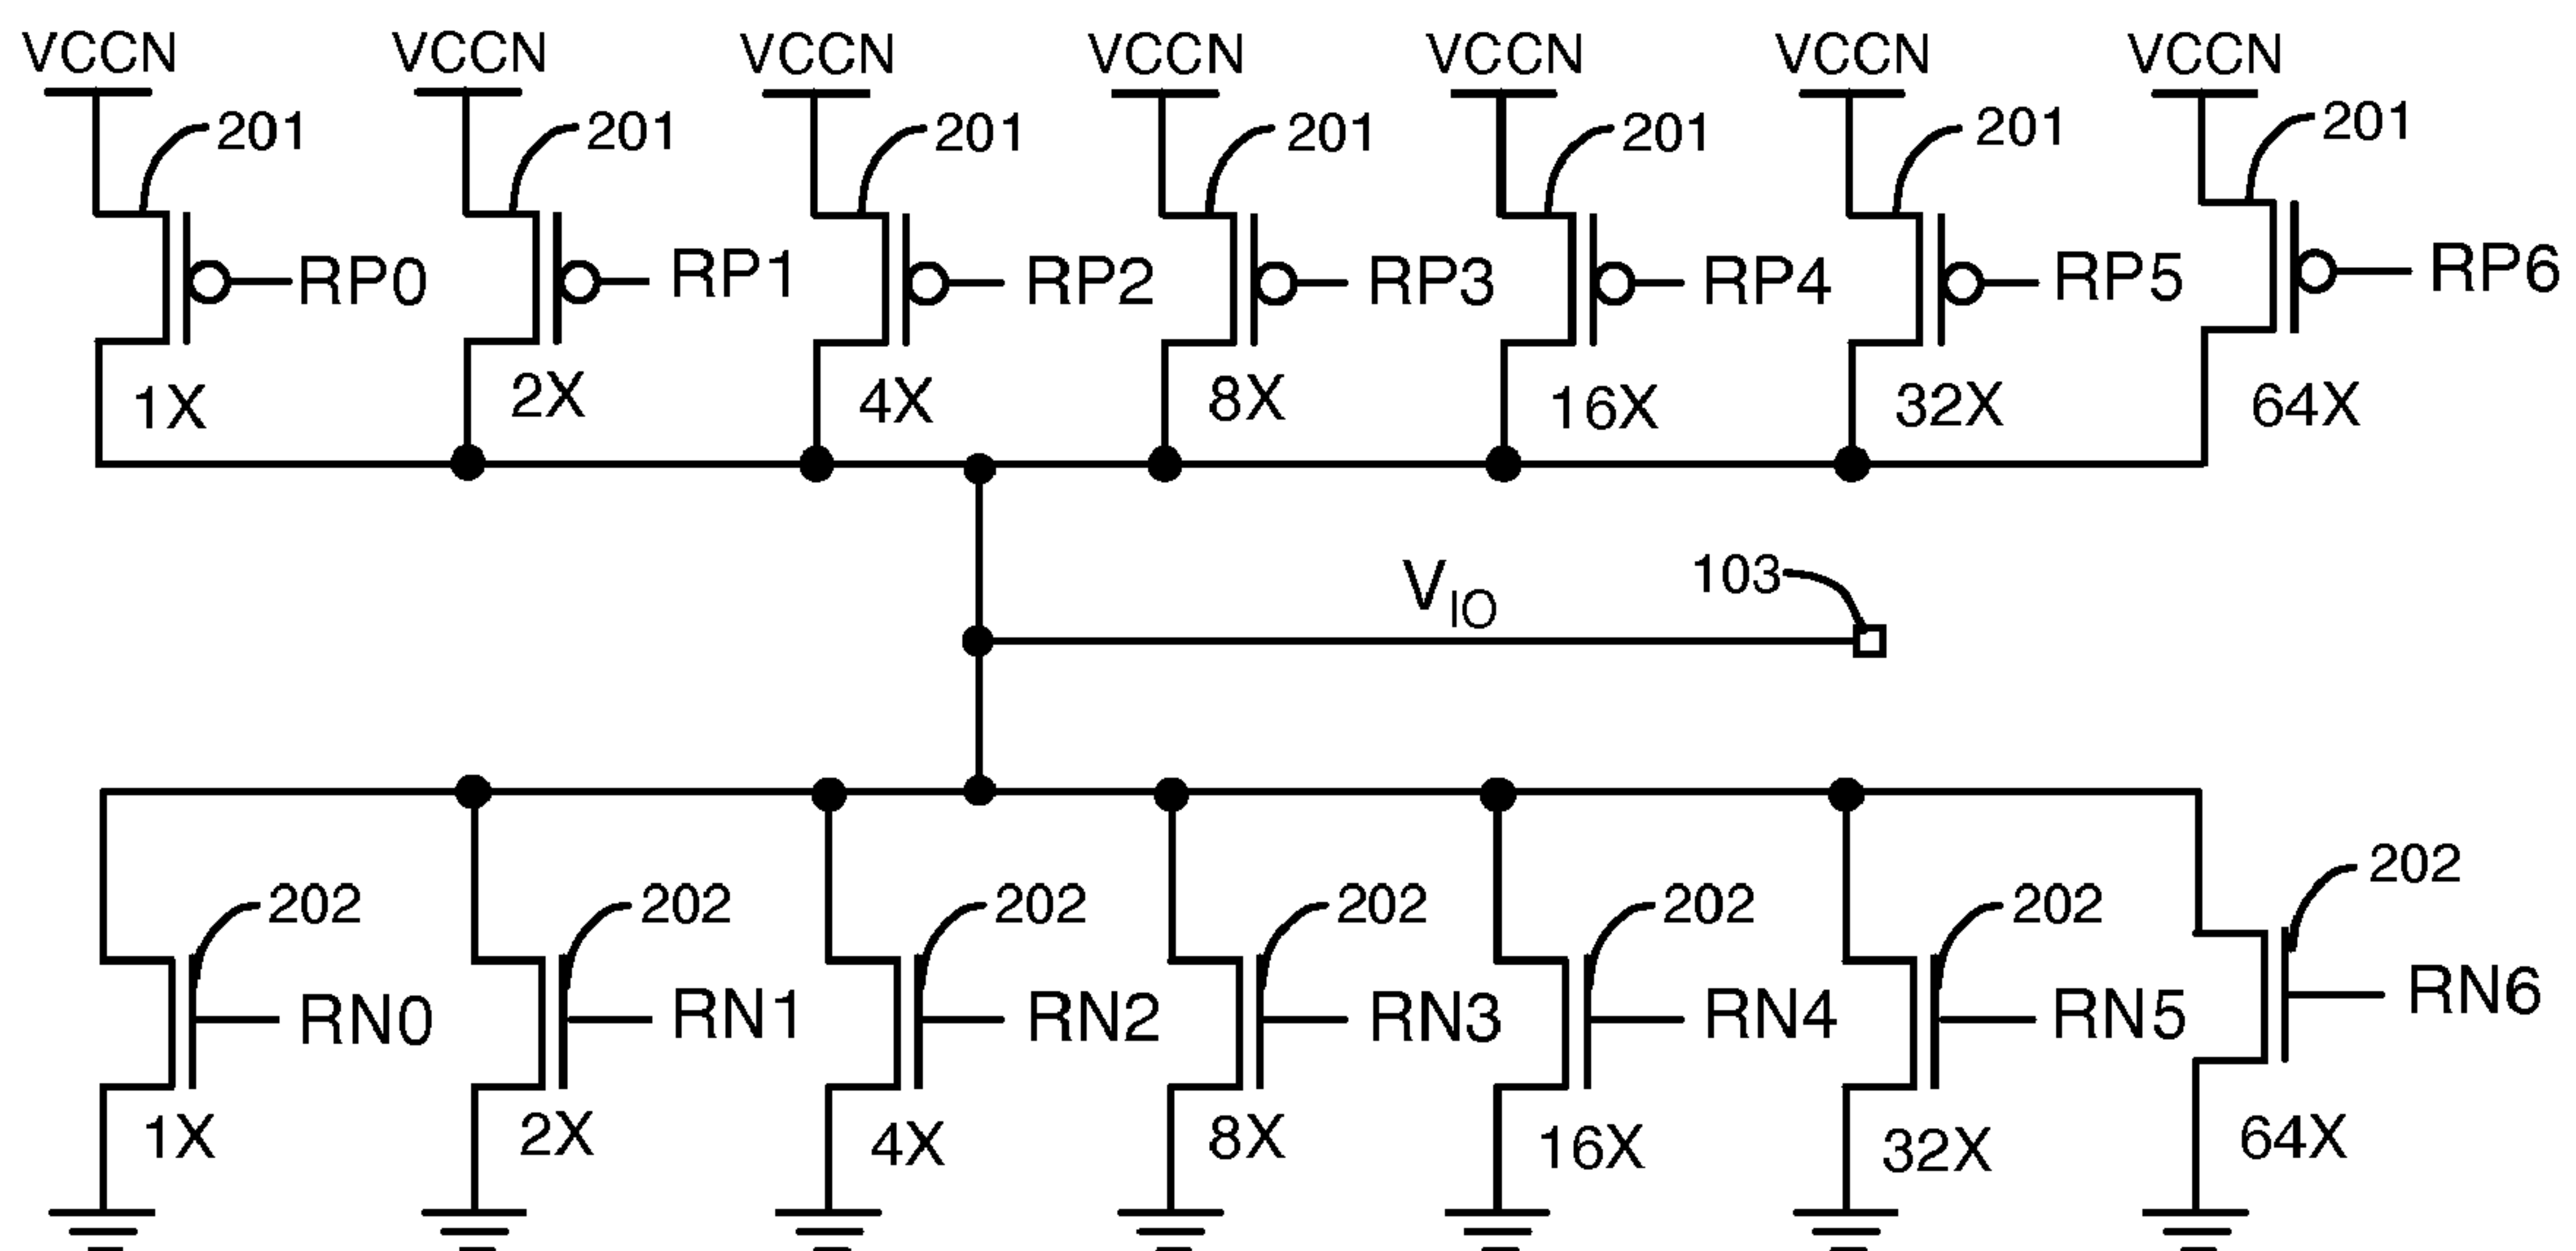 VCCN VCCN VCCN VCCN VCCN VCCN VCCN
201 201 201 201 201 201 201
RP0 RP1 RP2 RP3 RP4 RP5 RP6
1X 2X 4X 8X 16X 32X 64X
V_IO 103
202 202 202 202 202 202 202
RN0 RN1 RN2 RN3 RN4 RN5 RN6
1X 2X 4X 8X 16X 32X 64X